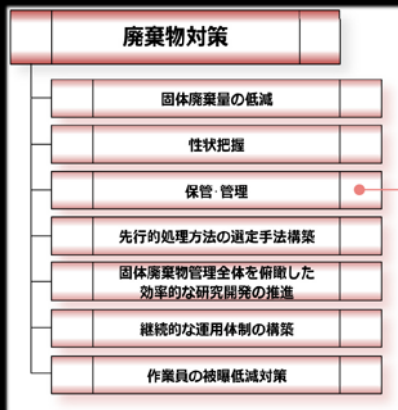 廃棄物対策
固体廃棄量の低減
性状把握
保管･管理
先行的処理方法の選定手法構築
固体廃棄物管理全体を俯瞰した
効率的な研究開発の推進
継続的な運用体制の構築
作業員の被曝低減対策